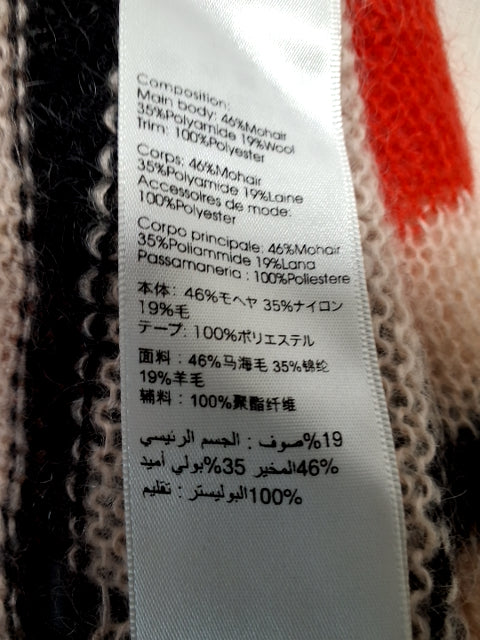 Composition:
Main body: 46%Mohair
35%Polyamide 19%Wool
Trim: 100%Polyester
Corps: 46%Mohair
35%Polyamide 19%Laine
Accessoires de mode:
100%Polyester
Corpo principale: 46%Mohair
35%Poliammide 19%Lana
Passamaneria : 100%Poliestere
本体: 46%モヘヤ 35%ナイロン
19%毛
テープ: 100%ポリエステル
面料 : 46%马海毛 35%锦纶
19%羊毛
辅料 : 100%聚酯纤维
19%صوف : الجسم الرئيسي
46%المخير 35%بولي أميد
100%البوليستر : تقليم